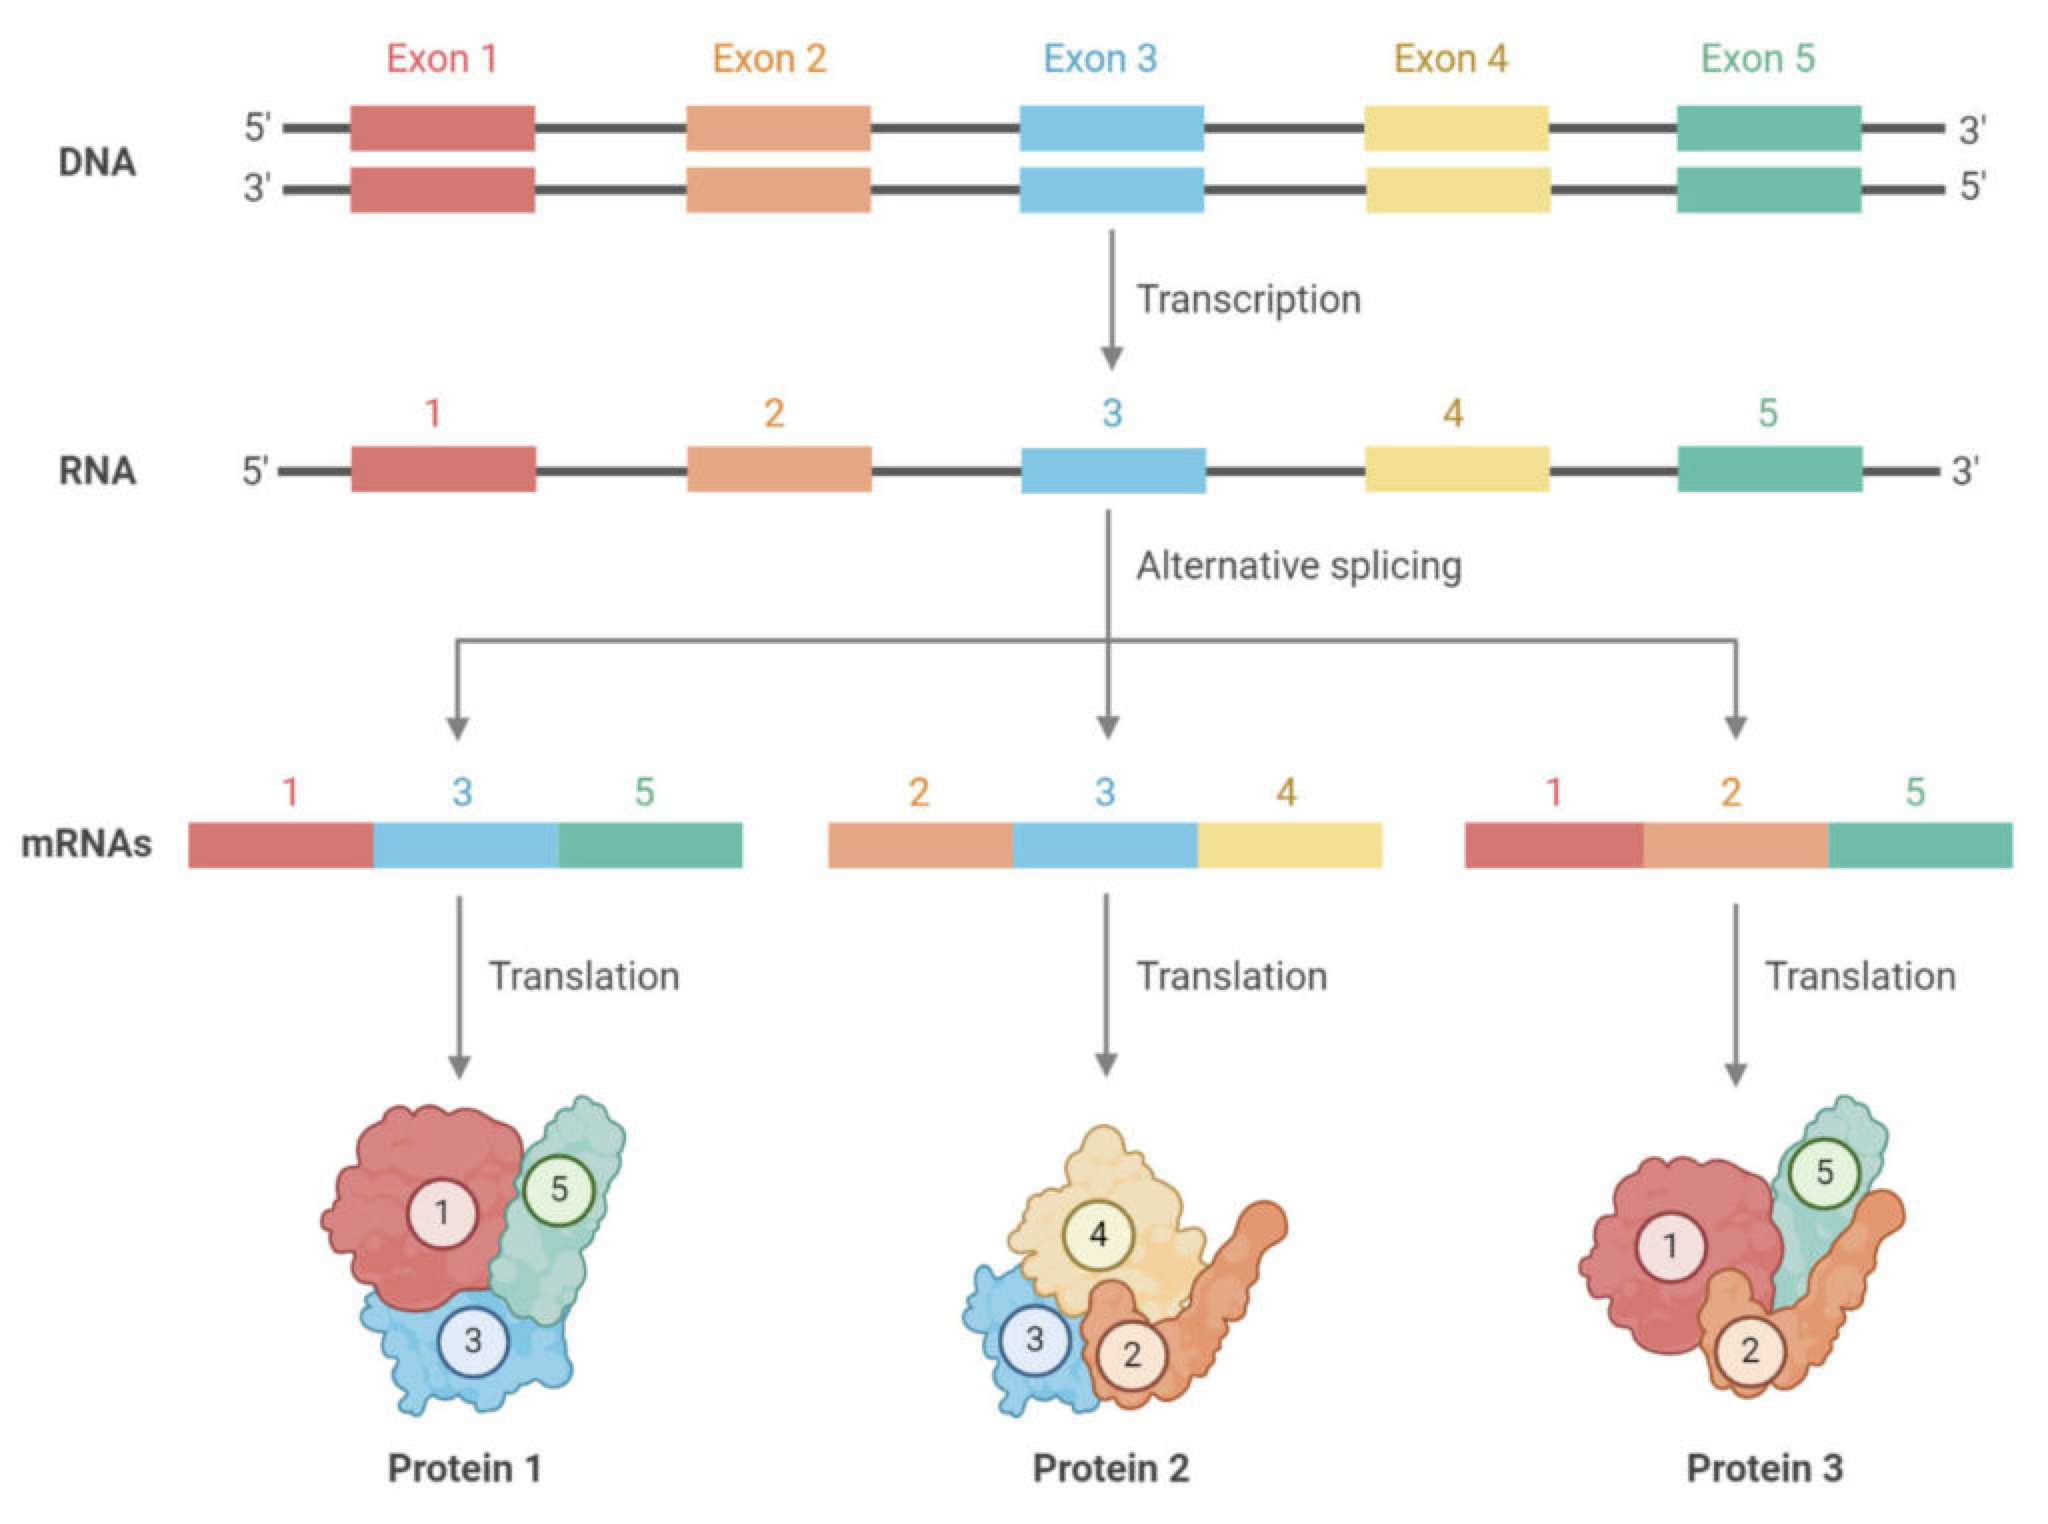 Exon 1 Exon 2 Exon 3 Exon 4 Exon 5
5' 3'
DNA
3' 5'
Transcription
1 2 3 4 5
RNA 5' 3'
Alternative splicing
1 3 5 2 3 4 1 2 5
mRNAs
Translation Translation Translation
1 5 3
4 3 2
5 1 2
Protein 1 Protein 2 Protein 3